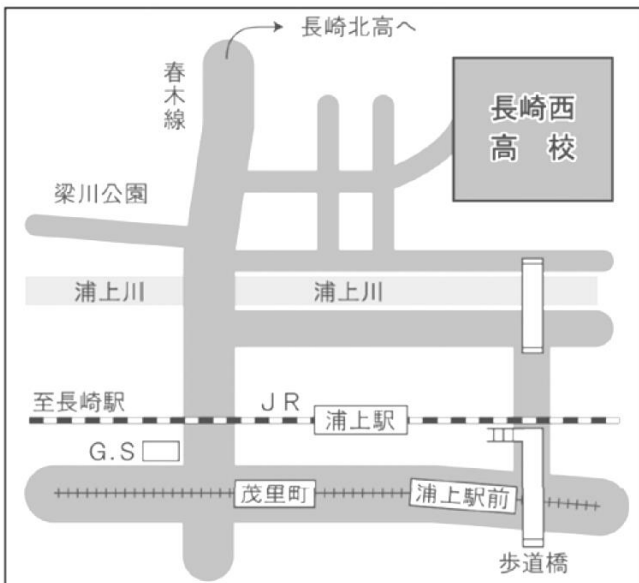 長崎北高へ
春木線
長崎西
高 校
梁川公園
浦上川
浦上川
至長崎駅
JR
浦上駅
G.S
茂里町
浦上駅前
歩道橋